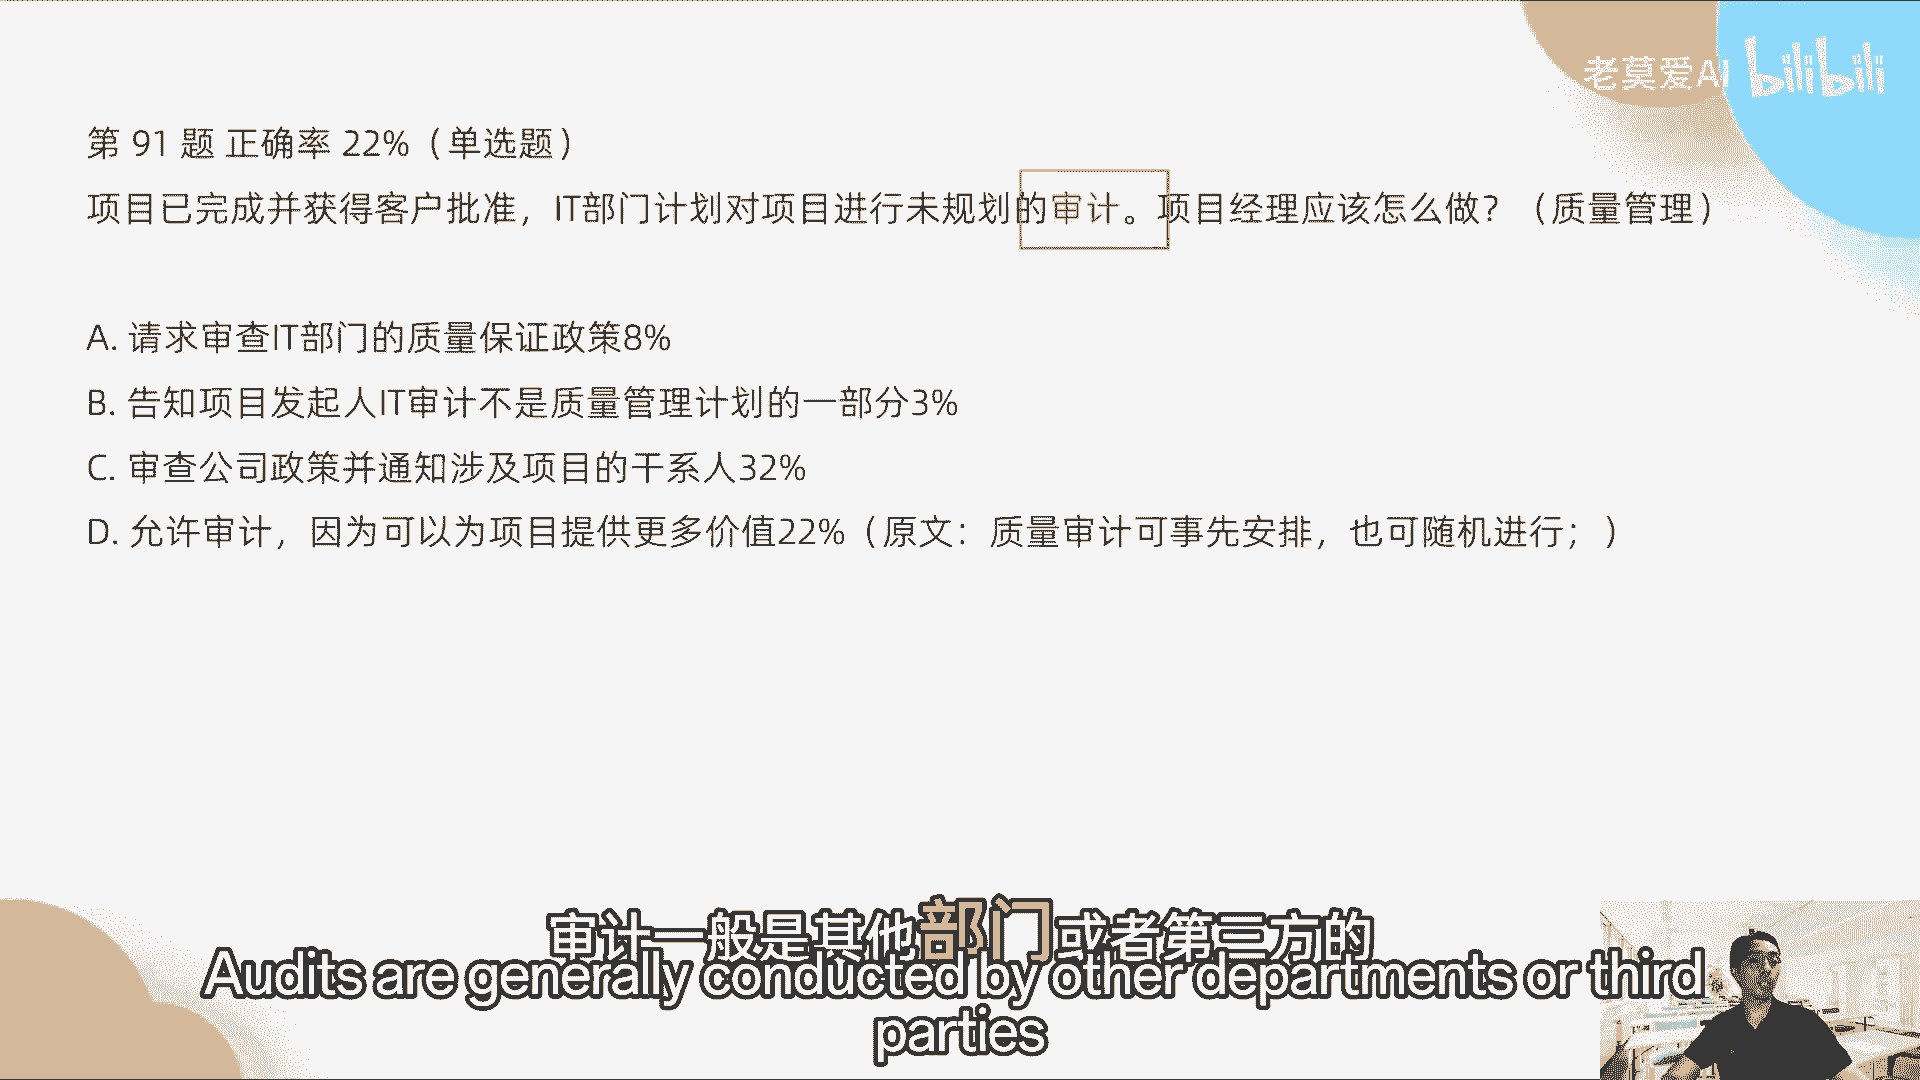 老莫爱AI bilibili
第 91 题 正确率 22%（单选题）
项目已完成并获得客户批准，IT部门计划对项目进行未规划的审计。项目经理应该怎么做？（质量管理）
A. 请求审查IT部门的质量保证政策8%
B. 告知项目发起人IT审计不是质量管理计划的一部分3%
C. 审查公司政策并通知涉及项目的干系人32%
D. 允许审计，因为可以为项目提供更多价值22%（原文：质量审计可事先安排，也可随机进行；）
审计一般是其他部门或者第三方的
Audits are generally conducted by other departments or third
parties